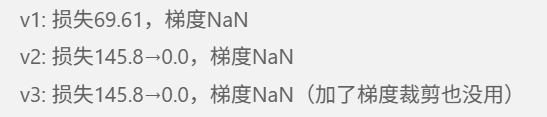 v1: 损失69.61，梯度NaN
v2: 损失145.8→0.0，梯度NaN
v3: 损失145.8→0.0，梯度NaN（加了梯度裁剪也没用）